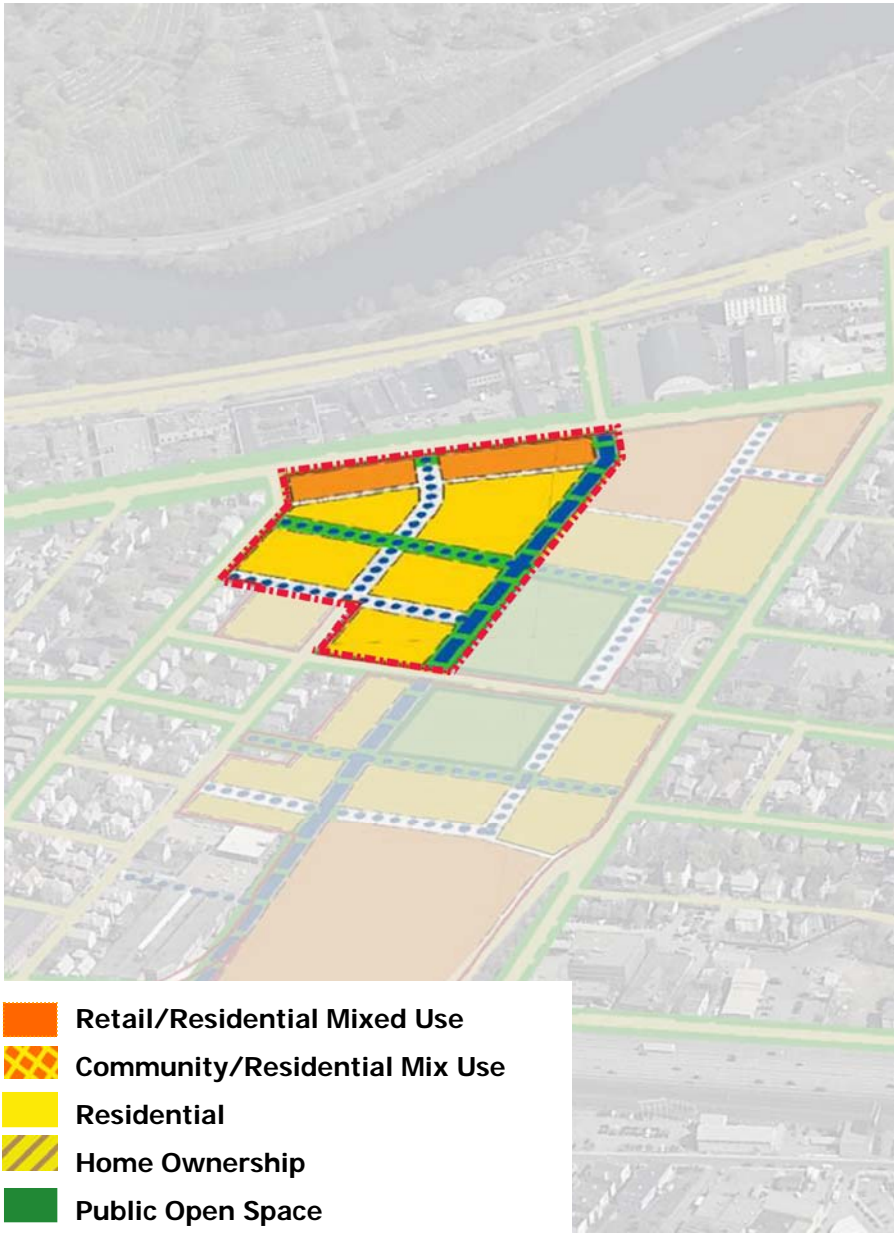 Retail/Residential Mixed Use
Community/Residential Mix Use
Residential
Home Ownership
Public Open Space